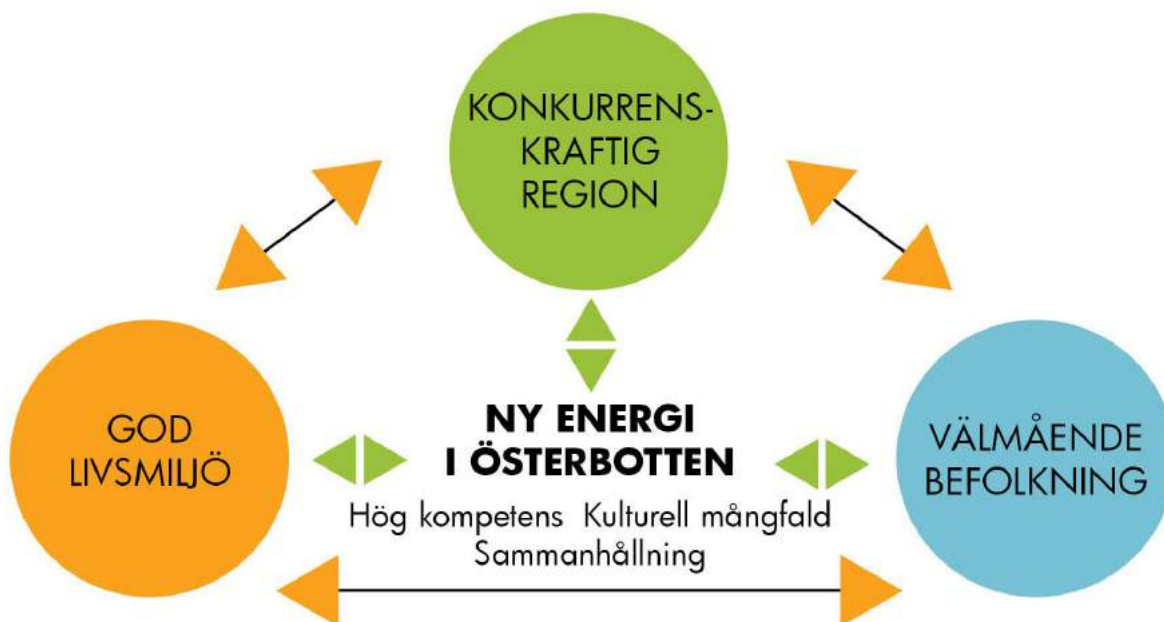 KONKURRENS-
KRAFTIG
REGION
GOD
LIVSMILJÖ
NY ENERGI
I ÖSTERBOTTEN
Hög kompetens Kulturell mångfald
Sammanhållning
VÄLMÅENDE
BEFOLKNING